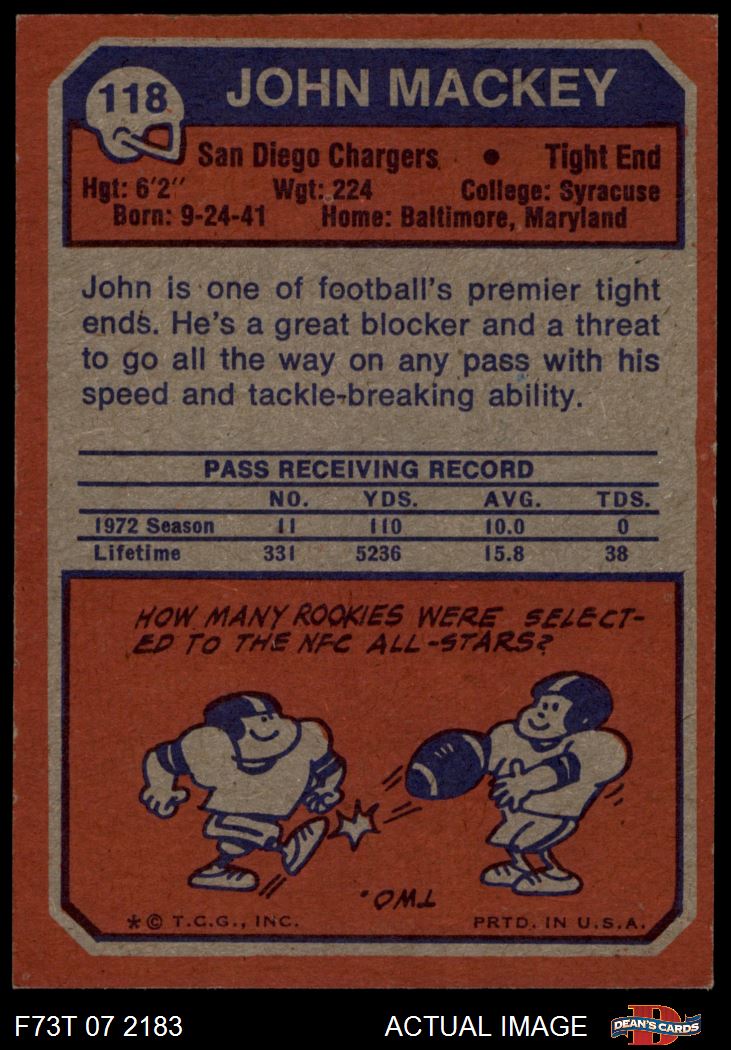 118
JOHN MACKEY
San Diego Chargers • Tight End
Hgt: 6'2" Wgt: 224 College: Syracuse
Born: 9-24-41 Home: Baltimore, Maryland
John is one of football's premier tight
ends. He's a great blocker and a threat
to go all the way on any pass with his
speed and tackle-breaking ability.
PASS RECEIVING RECORD
NO. YDS. AVG. TDS.
1972 Season 11 110 10.0 0
Lifetime 331 5236 15.8 38
HOW MANY ROOKIES WERE SELECT-
ED TO THE NFC ALL-STARS?
TWO.
* © T.C.G., INC. PRTD. IN U.S.A.
F73T 07 2183 ACTUAL IMAGE
DEAN'S CARDS